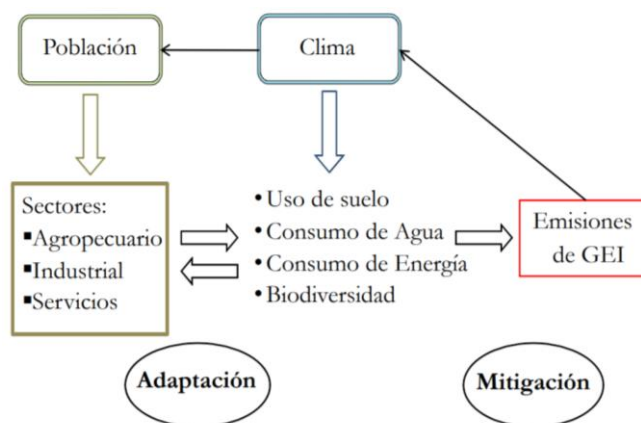 Población
Clima
Sectores:
▪Agropecuario
▪Industrial
▪Servicios
• Uso de suelo
• Consumo de Agua
• Consumo de Energía
• Biodiversidad
Emisiones
de GEI
Adaptación
Mitigación